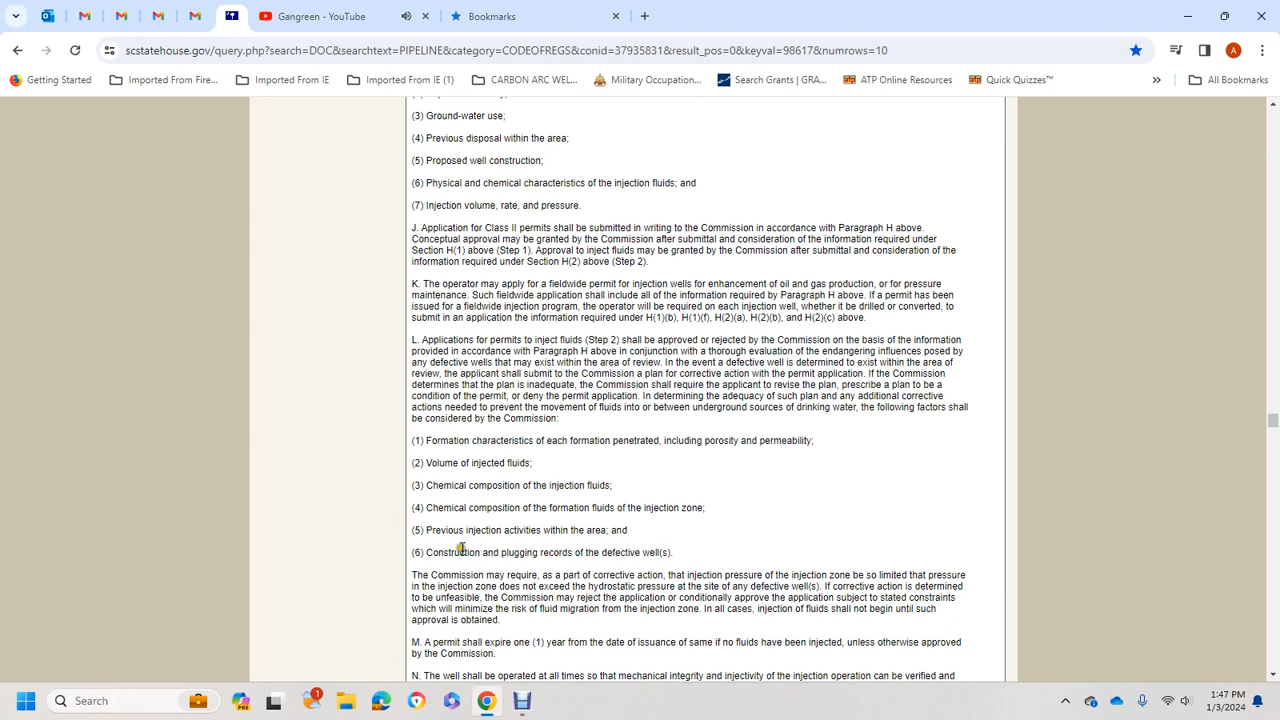 Gangreen - YouTube
Bookmarks
scstatehouse.gov/query.php?search=DOC&searchtext=PIPELINE&category=CODEOFREGS&conid=37935831&result_pos=0&keyval=98617&numrows=10
A
Getting Started
Imported From Fire...
Imported From IE
Imported From IE (1)
CARBON ARC WEL...
Military Occupation...
Search Grants | GRA...
ATP Online Resources
Quick Quizzes™
All Bookmarks
(3) Ground-water use;
(4) Previous disposal within the area;
(5) Proposed well construction;
(6) Physical and chemical characteristics of the injection fluids; and
(7) Injection volume, rate, and pressure.
J. Application for Class II permits shall be submitted in writing to the Commission in accordance with Paragraph H above.
Conceptual approval may be granted by the Commission after submittal and consideration of the information required under
Section H(1) above (Step 1). Approval to inject fluids may be granted by the Commission after submittal and consideration of the
information required under Section H(2) above (Step 2).
K. The operator may apply for a fieldwide permit for injection wells for enhancement of oil and gas production, or for pressure
maintenance. Such fieldwide application shall include all of the information required by Paragraph H above. If a permit has been
issued for a fieldwide injection program, the operator will be required on each injection well, whether it be drilled or converted, to
submit in an application the information required under H(1)(b), H(1)(f), H(2)(a), H(2)(b), and H(2)(c) above.
L. Applications for permits to inject fluids (Step 2) shall be approved or rejected by the Commission on the basis of the information
provided in accordance with Paragraph H above in conjunction with a thorough evaluation of the endangering influences posed by
any defective wells that may exist within the area of review. In the event a defective well is determined to exist within the area of
review, the applicant shall submit to the Commission a plan for corrective action with the permit application. If the Commission
determines that the plan is inadequate, the Commission shall require the applicant to revise the plan, prescribe a plan to be a
condition of the permit, or deny the permit application. In determining the adequacy of such plan and any additional corrective
actions needed to prevent the movement of fluids into or between underground sources of drinking water, the following factors shall
be considered by the Commission:
(1) Formation characteristics of each formation penetrated, including porosity and permeability;
(2) Volume of injected fluids;
(3) Chemical composition of the injection fluids;
(4) Chemical composition of the formation fluids of the injection zone;
(5) Previous injection activities within the area; and
(6) Construction and plugging records of the defective well(s).
The Commission may require, as a part of corrective action, that injection pressure of the injection zone be so limited that pressure
in the injection zone does not exceed the hydrostatic pressure at the site of any defective well(s). If corrective action is determined
to be unfeasible, the Commission may reject the application or conditionally approve the application subject to stated constraints
which will minimize the risk of fluid migration from the injection zone. In all cases, injection of fluids shall not begin until such
approval is obtained.
M. A permit shall expire one (1) year from the date of issuance of same if no fluids have been injected, unless otherwise approved
by the Commission.
N. The well shall be operated at all times so that mechanical integrity and injectivity of the injection operation can be verified and
Search
PRE
1
1:47 PM
1/3/2024